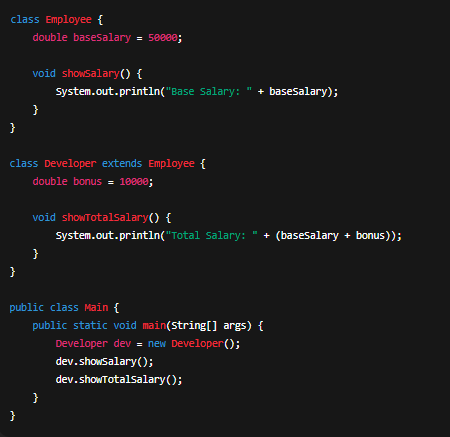 class Employee {
    double baseSalary = 50000;

    void showSalary() {
        System.out.println("Base Salary: " + baseSalary);
    }
}

class Developer extends Employee {
    double bonus = 10000;

    void showTotalSalary() {
        System.out.println("Total Salary: " + (baseSalary + bonus));
    }
}

public class Main {
    public static void main(String[] args) {
        Developer dev = new Developer();
        dev.showSalary();
        dev.showTotalSalary();
    }
}